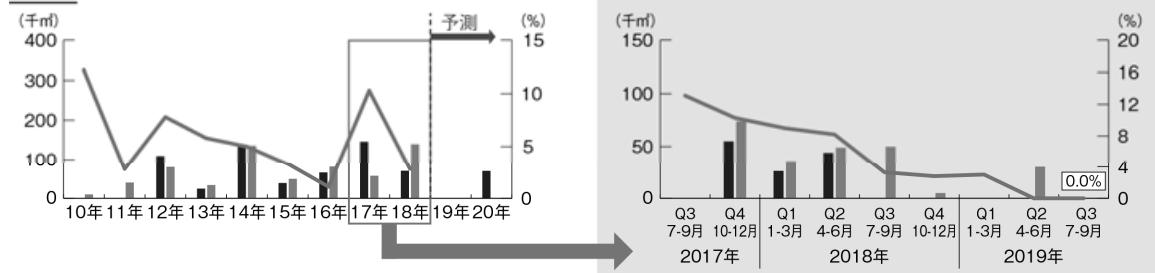 (千㎡) 予測 (%)
400 15
300 10
200
100 5
0 0
10年 11年 12年 13年 14年 15年 16年 17年 18年 19年 20年
(千㎡) (%)
150 20
16
100 12
50 8
4
0.0%
0 0
Q3 Q4 Q1 Q2 Q3 Q4 Q1 Q2 Q3
7-9月 10-12月 1-3月 4-6月 7-9月 10-12月 1-3月 4-6月 7-9月
2017年 2018年 2019年